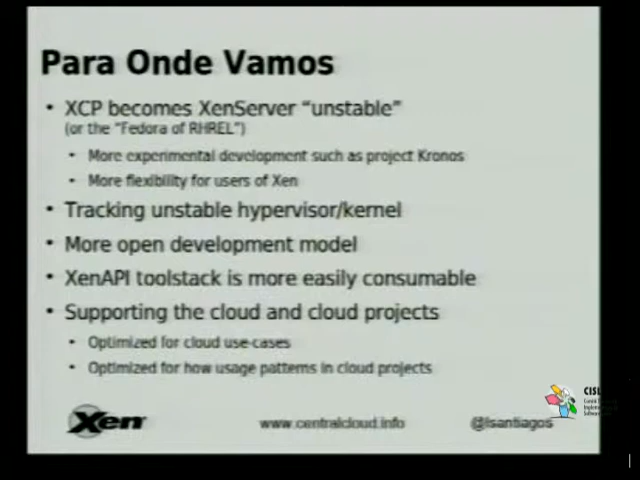 Para Onde Vamos
• XCP becomes XenServer “unstable”
(or the “Fedora of RHREL”)
• More experimental development such as project Kronos
• More flexibility for users of Xen
• Tracking unstable hypervisor/kernel
• More open development model
• XenAPI toolstack is more easily consumable
• Supporting the cloud and cloud projects
• Optimized for cloud use-cases
• Optimized for how usage patterns in cloud projects
Xen
www.centralcloud.info
@lsantiagos
CISL